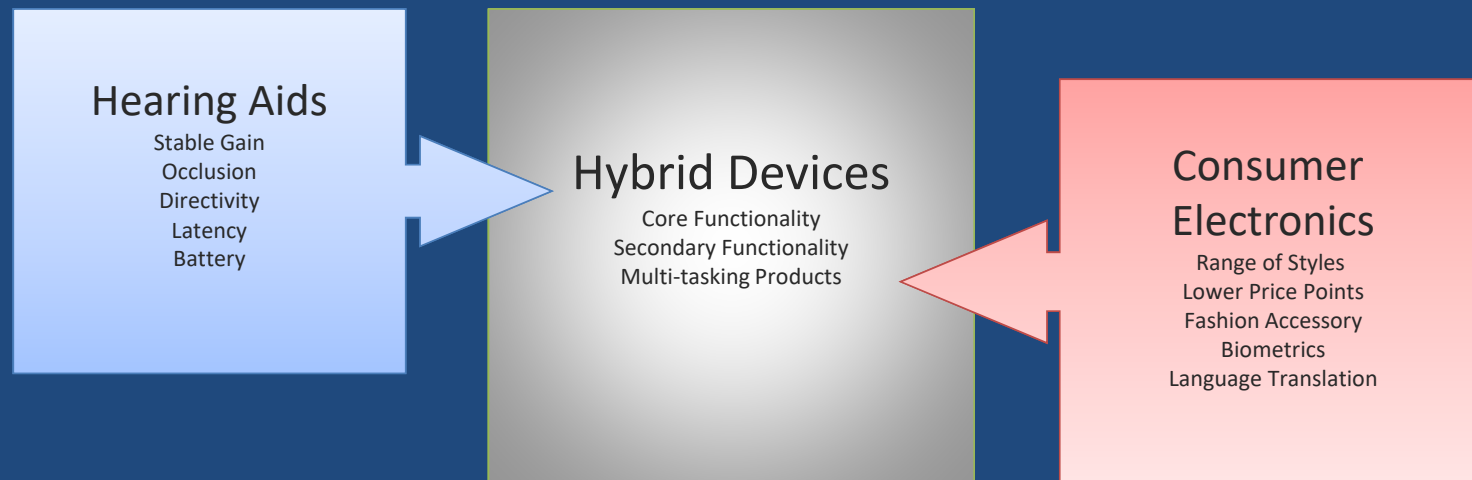 Hearing Aids
Stable Gain
Occlusion
Directivity
Latency
Battery
Hybrid Devices
Core Functionality
Secondary Functionality
Multi-tasking Products
Consumer
Electronics
Range of Styles
Lower Price Points
Fashion Accessory
Biometrics
Language Translation